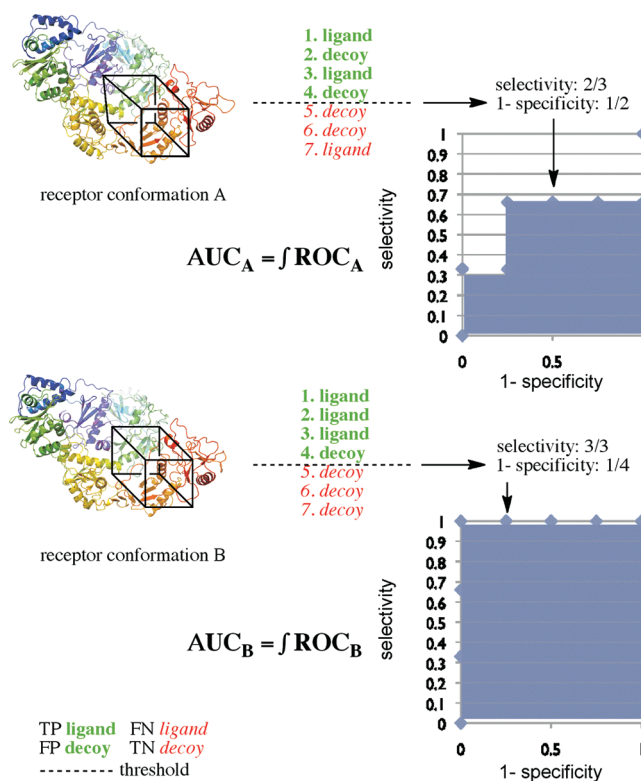 1. ligand
2. decoy
3. ligand
4. decoy
5. decoy
6. decoy
7. ligand
selectivity: 2/3
1- specificity: 1/2
receptor conformation A
AUC_A = ∫ROC_A
selectivity
1
0.9
0.8
0.7
0.6
0.5
0.4
0.3
0.2
0.1
0
0 0.5
1- specificity
1. ligand
2. ligand
3. ligand
4. decoy
5. decoy
6. decoy
7. decoy
selectivity: 3/3
1- specificity: 1/4
receptor conformation B
AUC_B = ∫ROC_B
selectivity
1
0.9
0.8
0.7
0.6
0.5
0.4
0.3
0.2
0.1
0
0 0.5
1- specificity
TP ligand FN ligand
FP decoy TN decoy
threshold